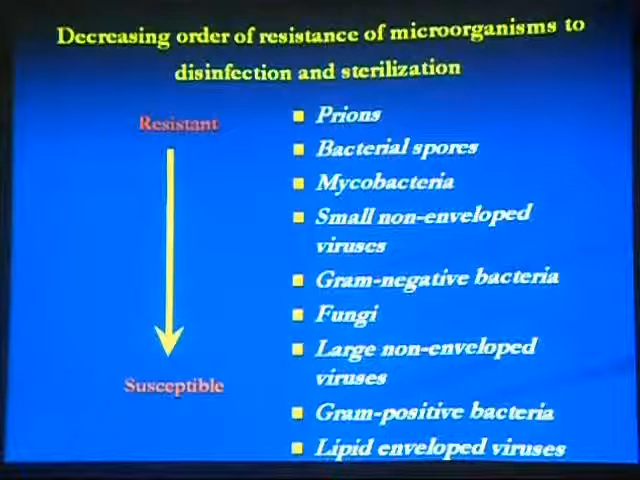 Decreasing order of resistance of microorganisms to
disinfection and sterilization
Resistant
Prions
Bacterial spores
Mycobacteria
Small non-enveloped
viruses
Gram-negative bacteria
Fungi
Large non-enveloped
viruses
Susceptible
Gram-positive bacteria
Lipid enveloped viruses